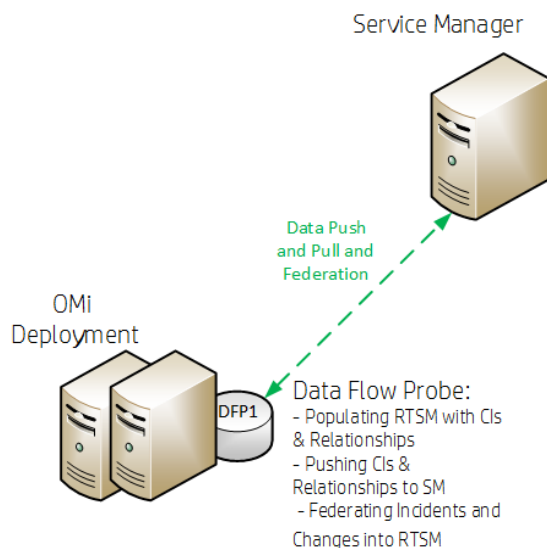 Service Manager
Data Push
and Pull and
Federation
OMi
Deployment
DFP1
Data Flow Probe:
- Populating RTSM with CIs
& Relationships
- Pushing CIs &
Relationships to SM
- Federating Incidents and
Changes into RTSM